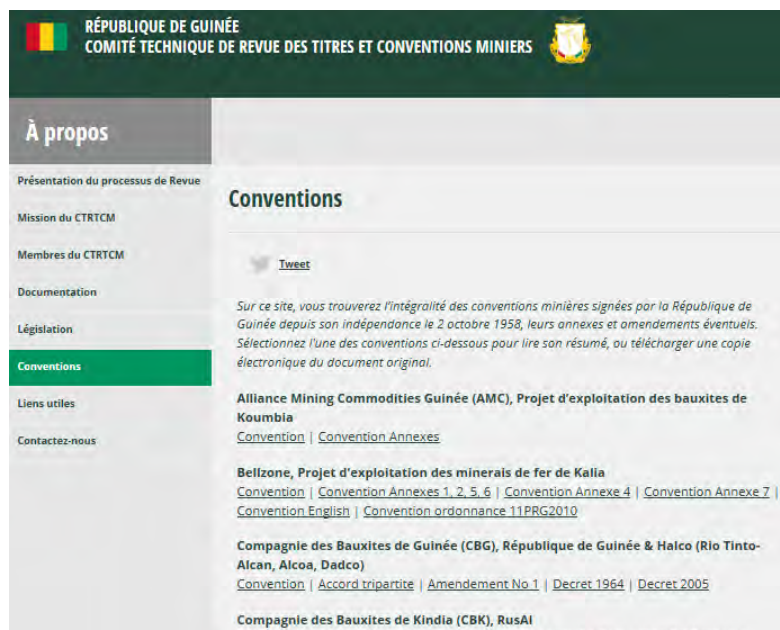 RÉPUBLIQUE DE GUINÉE
COMITÉ TECHNIQUE DE REVUE DES TITRES ET CONVENTIONS MINIERS
À propos
Présentation du processus de Revue
Mission du CTRTCM
Membres du CTRTCM
Documentation
Législation
Conventions
Liens utiles
Contactez-nous
Conventions
Tweet
Sur ce site, vous trouverez l'intégralité des conventions minières signées par la République de
Guinée depuis son indépendance le 2 octobre 1958, leurs annexes et amendements éventuels.
Sélectionnez l'une des conventions ci-dessous pour lire son résumé, ou télécharger une copie
électronique du document original.
Alliance Mining Commodities Guinée (AMC), Projet d'exploitation des bauxites de
Koumbia
Convention | Convention Annexes
Bellzone, Projet d'exploitation des minerais de fer de Kalia
Convention | Convention Annexes 1, 2, 5, 6 | Convention Annexe 4 | Convention Annexe 7 |
Convention English | Convention ordonnance 11PRG2010
Compagnie des Bauxites de Guinée (CBG), République de Guinée & Halco (Rio Tinto-
Alcan, Alcoa, Dadco)
Convention | Accord tripartite | Amendement No 1 | Decret 1964 | Decret 2005
Compagnie des Bauxites de Kindia (CBK), RusAl